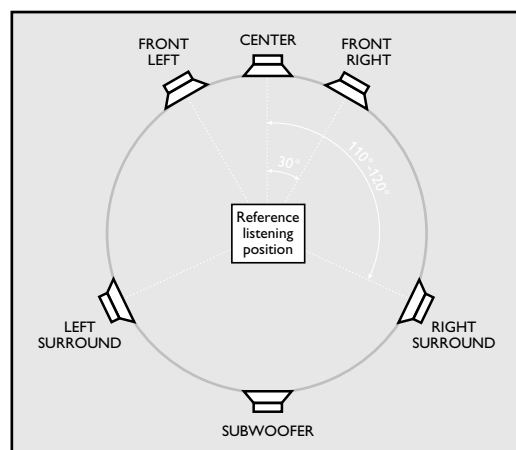 FRONT
LEFT
CENTER
FRONT
RIGHT
30°
110°-120°
Reference
listening
position
LEFT
SURROUND
RIGHT
SURROUND
SUBWOOFER